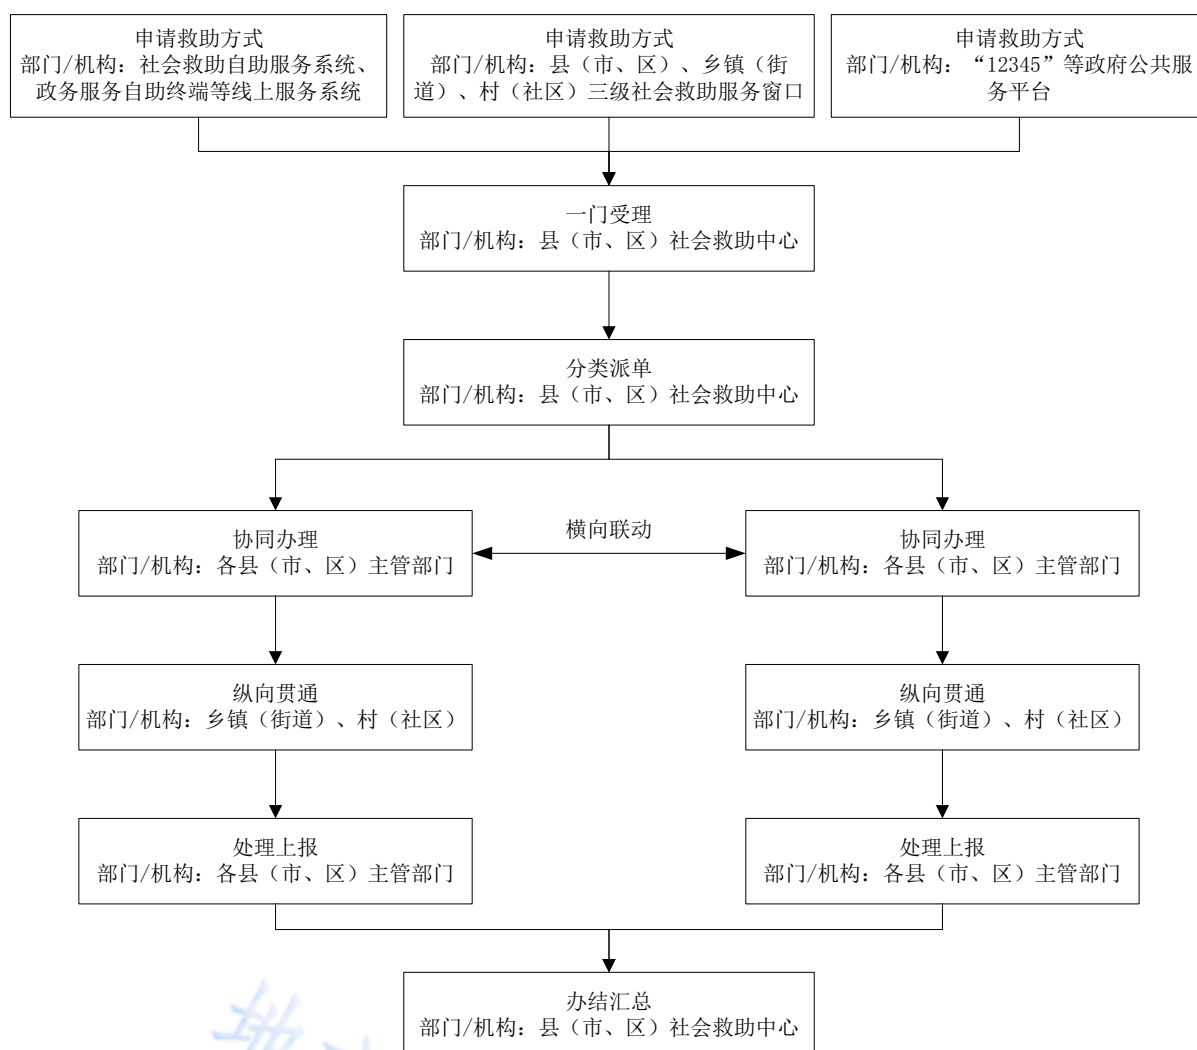 申请救助方式
部门/机构：社会救助自助服务系统、
政务服务自助终端等线上服务系统
申请救助方式
部门/机构：县（市、区）、乡镇（街
道）、村（社区）三级社会救助服务窗口
申请救助方式
部门/机构：“12345”等政府公共服
务平台
一门受理
部门/机构：县（市、区）社会救助中心
分类派单
部门/机构：县（市、区）社会救助中心
协同办理
部门/机构：各县（市、区）主管部门
横向联动
协同办理
部门/机构：各县（市、区）主管部门
纵向贯通
部门/机构：乡镇（街道）、村（社区）
纵向贯通
部门/机构：乡镇（街道）、村（社区）
处理上报
部门/机构：各县（市、区）主管部门
处理上报
部门/机构：各县（市、区）主管部门
办结汇总
部门/机构：县（市、区）社会救助中心